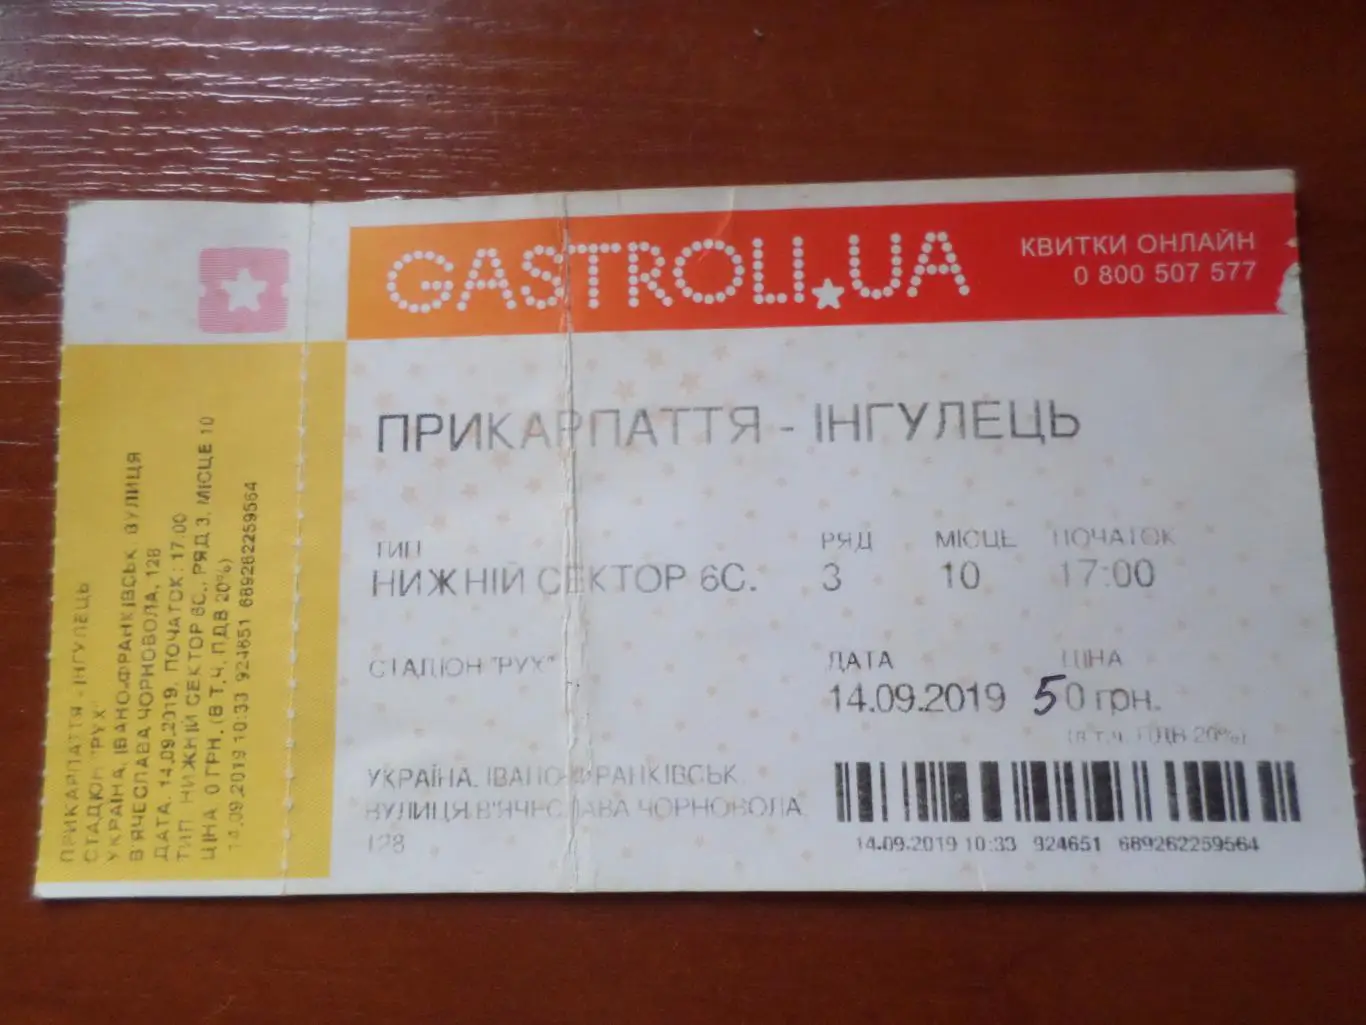 GASTROLI.UA
КВИТКИ ОНЛАЙН
0 800 507 577
ПРИКАРПАТТЯ - ІНГУЛЕЦЬ
ТИП
НИЖНІЙ СЕКТОР 6С.
РЯД
3
МІСЦЕ
10
ПОЧАТОК
17:00
СТАДІОН "РУХ"
ДАТА
14.09.2019
ЦІНА
50 грн.
(В Т.Ч. ПДВ 20%)
УКРАЇНА, ІВАНО-ФРАНКІВСЬК,
ВУЛИЦЯ В'ЯЧЕСЛАВА ЧОРНОВОЛА,
128
14.09.2019 10:33 924651 689262259564
ПРИКАРПАТТЯ - ІНГУЛЕЦЬ
СТАДІОН "РУХ"
УКРАЇНА, ІВАНО-ФРАНКІВСЬК, ВУЛИЦЯ
В'ЯЧЕСЛАВА ЧОРНОВОЛА, 128
ДАТА: 14.09.2019, ПОЧАТОК: 17:00
ТИП: НИЖНІЙ СЕКТОР 6С., РЯД 3, МІСЦЕ 10
ЦІНА 0 ГРН. (В Т.Ч. ПДВ 20%)
14.09.2019 10:33 924651 689262259564